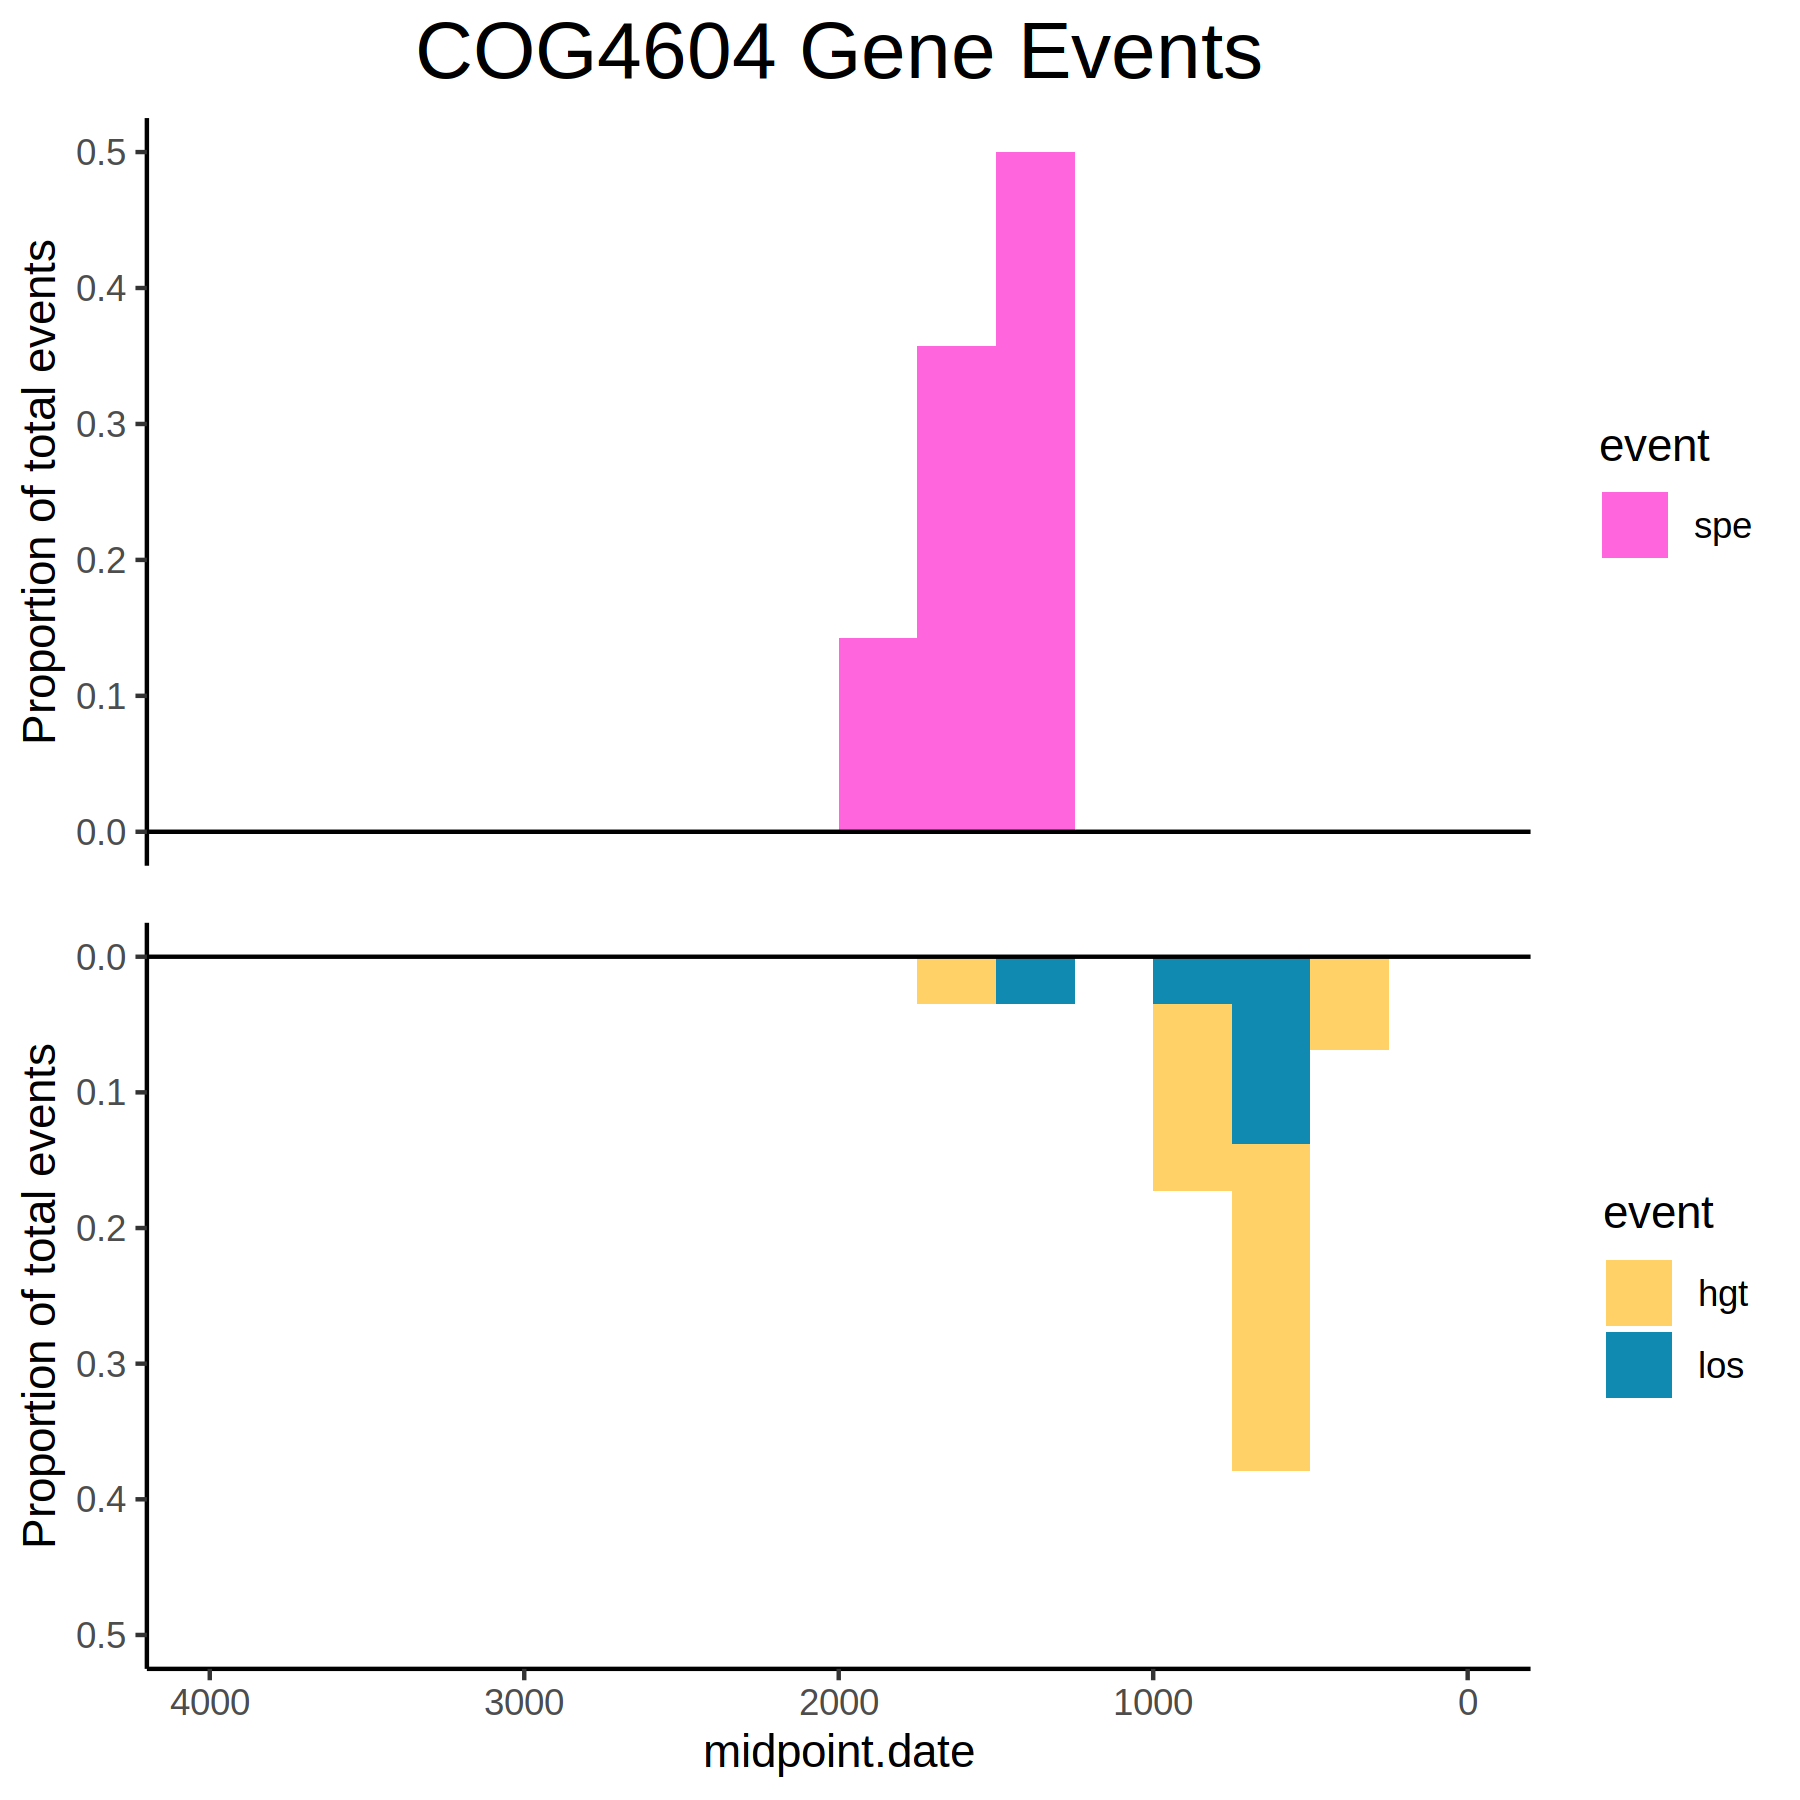 COG4604 Gene Events
Proportion of total events
0.5
0.4
0.3
0.2
0.1
0.0
event
spe
Proportion of total events
0.0
0.1
0.2
0.3
0.4
0.5
event
hgt
los
4000 3000 2000 1000 0
midpoint.date